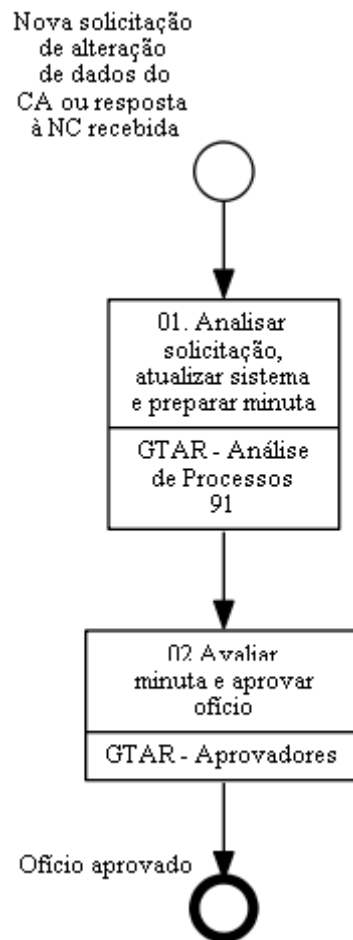 Nova solicitação
de alteração
de dados do
CA ou resposta
à NC recebida
01. Analisar
solicitação,
atualizar sistema
e preparar minuta
GTAR - Análise
de Processos
91
02 Avaliar
minuta e aprovar
ofício
GTAR - Aprovadores
Ofício aprovado